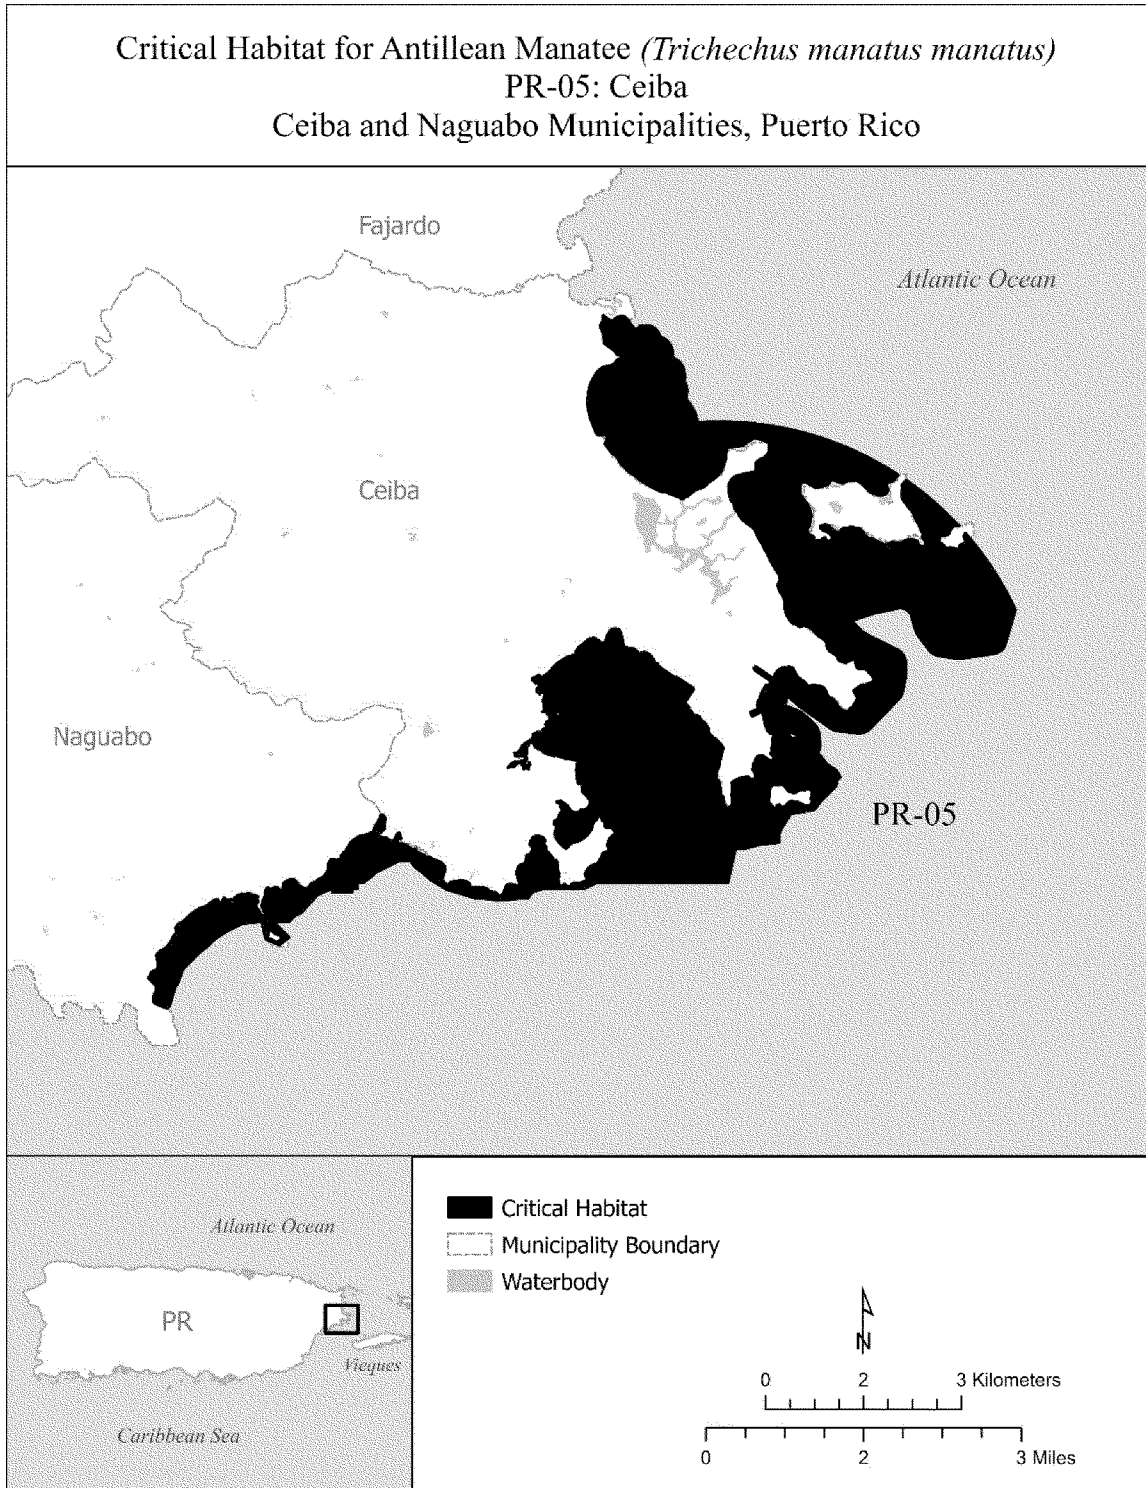 Critical Habitat for Antillean Manatee (Trichechus manatus manatus)
PR-05: Ceiba
Ceiba and Naguabo Municipalities, Puerto Rico
Fajardo
Atlantic Ocean
Ceiba
Naguabo
PR-05
Atlantic Ocean
PR
Vieques
Caribbean Sea
Critical Habitat
Municipality Boundary
Waterbody
N
0 2 3 Kilometers
0 2 3 Miles